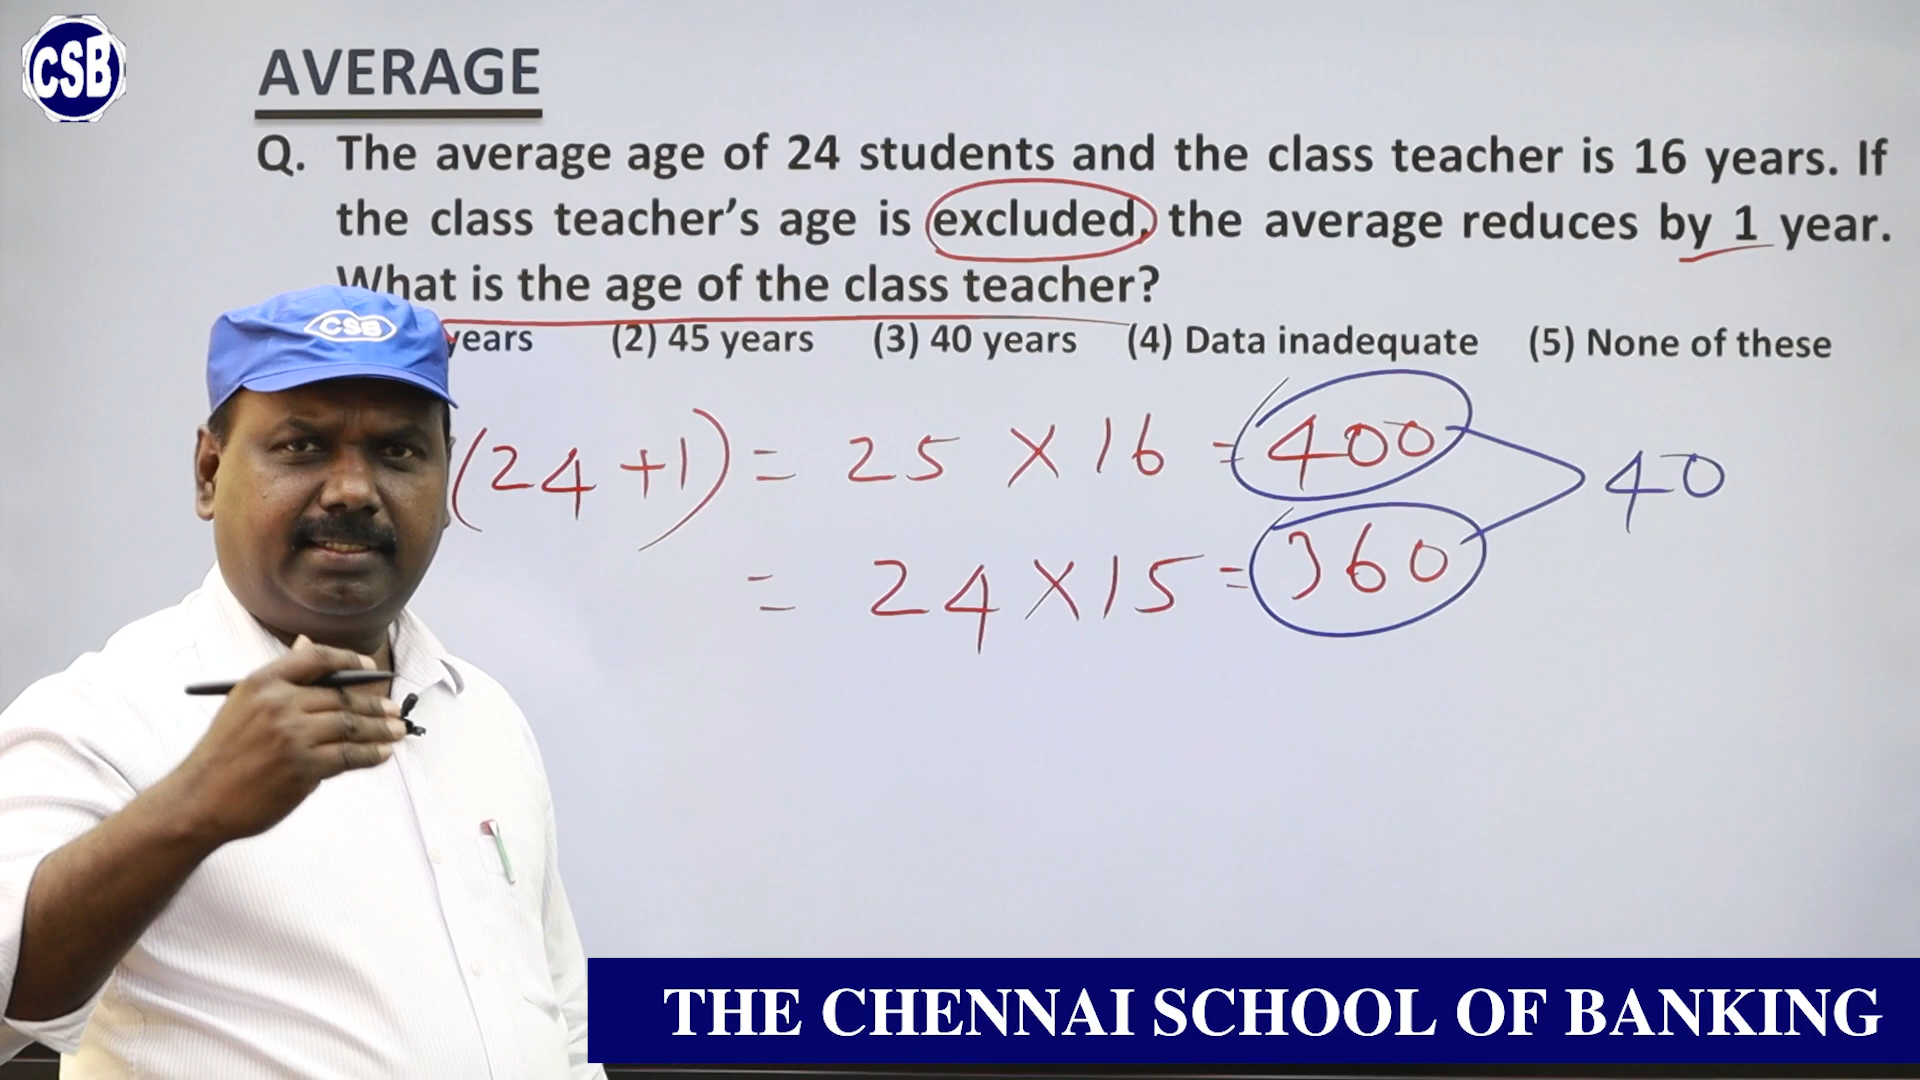 CSB
AVERAGE
Q. The average age of 24 students and the class teacher is 16 years. If
the class teacher's age is excluded, the average reduces by 1 year.
What is the age of the class teacher?
years (2) 45 years (3) 40 years (4) Data inadequate (5) None of these
CSB
(24+1) = 25 × 16 = 400
40
= 24 × 15 = 360
THE CHENNAI SCHOOL OF BANKING